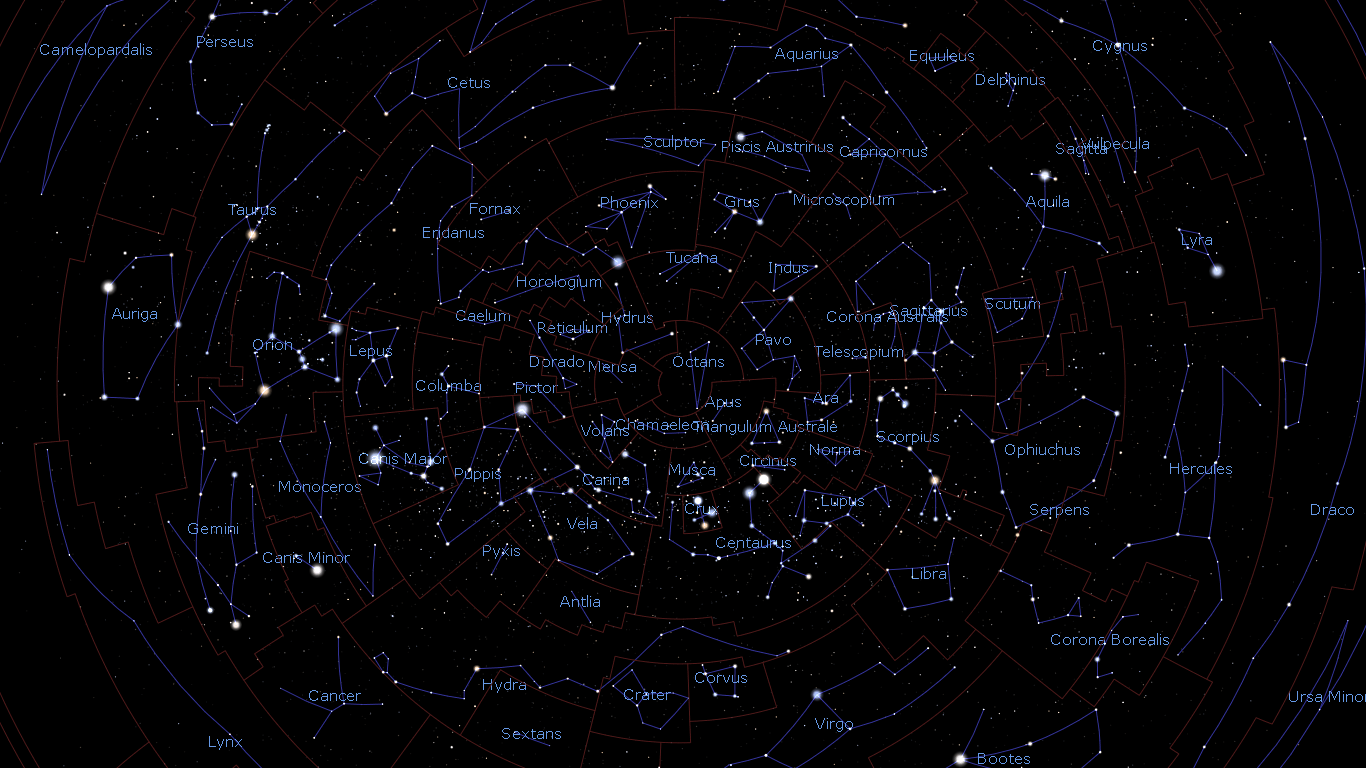 Perseus
Camelopardalis
Cygnus
Aquarius
Equuleus
Delphinus
Cetus
Sculptor
Piscis Austrinus
Capricornus
Sagitta
Vulpecula
Taurus
Fornax
Phoenix
Grus
Microscopium
Aquila
Eridanus
Lyra
Tucana
Indus
Horologium
Auriga
Caelum
Reticulum
Hydrus
Corona Australis
Sagittarius
Scutum
Orion
Lepus
Pavo
Telescopium
Dorado
Mensa
Octans
Columba
Pictor
Apus
Ara
Volans
Chamaeleon
Triangulum Australe
Scorpius
Canis Major
Puppis
Carina
Musca
Circinus
Norma
Ophiuchus
Hercules
Monoceros
Gemini
Vela
Crux
Lupus
Serpens
Draco
Canis Minor
Pyxis
Centaurus
Libra
Antlia
Corona Borealis
Cancer
Hydra
Crater
Corvus
Virgo
Ursa Minor
Lynx
Sextans
Bootes